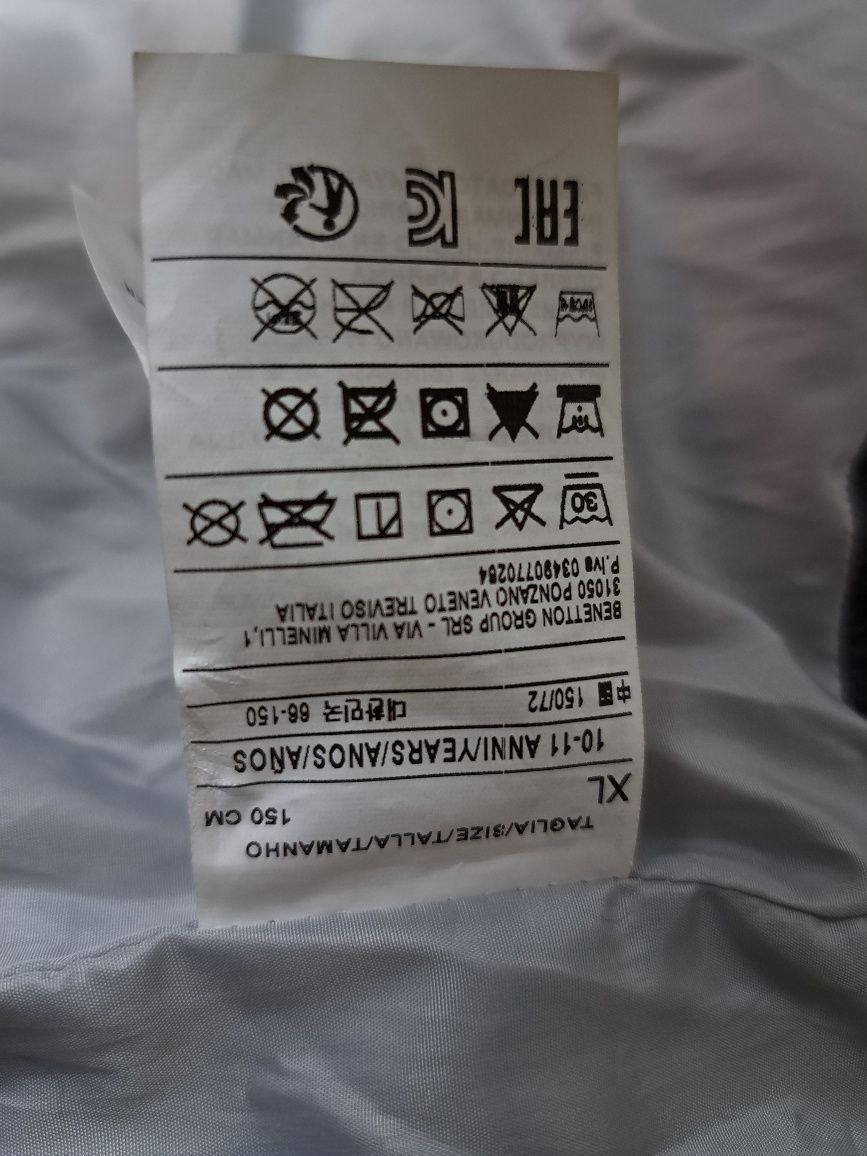 TAGLIA/SIZE/TALLA/TAMANHO
XL 150 CM
10-11 ANNI/YEARS/ANOS/AÑOS
中國 150/72 대한민국 66-150
BENETTON GROUP SRL - VIA VILLA MINELLI,1
31050 PONZANO VENETO TREVISO ITALIA
P.Iva 03490770264
30
EAC